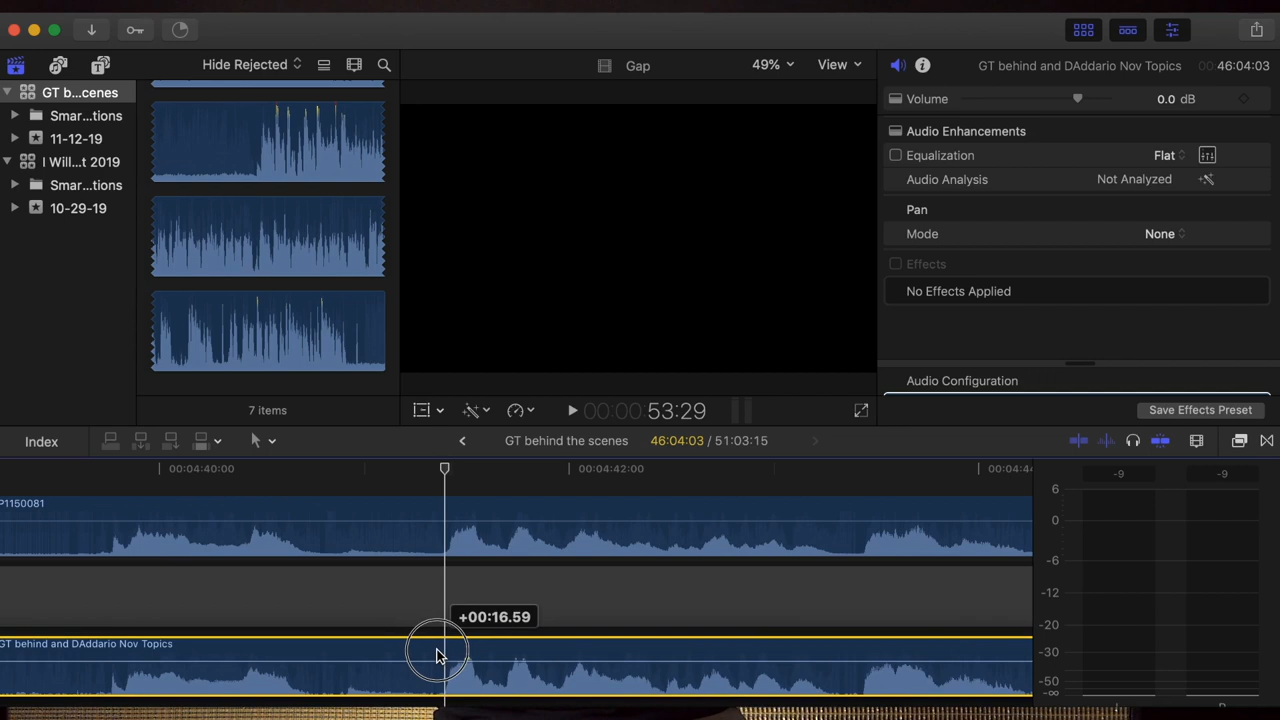 Hide Rejected
Gap
49%
View
GT behind and DAddario Nov Topics
00:46:04:03
GT b...cenes
Smar...tions
11-12-19
I Will...t 2019
Smar...tions
10-29-19
7 items
Volume
0.0 dB
Audio Enhancements
Equalization
Flat
Audio Analysis
Not Analyzed
Pan
Mode
None
Effects
No Effects Applied
Audio Configuration
Save Effects Preset
00:00:53:29
Index
GT behind the scenes
46:04:03 / 51:03:15
00:04:40:00
00:04:42:00
00:04:44
P1150081
+00:16.59
GT behind and DAddario Nov Topics
-9
-9
6
0
-6
-12
-20
-30
-50
-∞